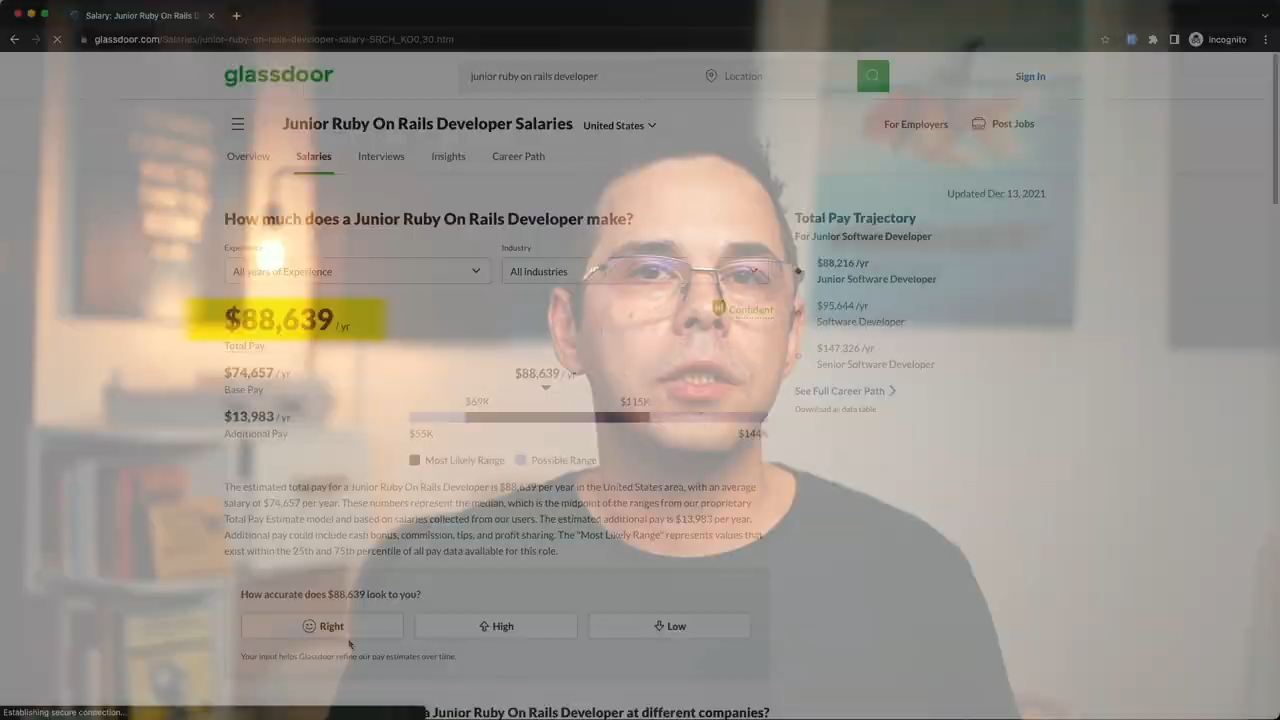 Salary: Junior Ruby On Rails D
glassdoor.com/Salaries/junior-ruby-on-rails-developer-salary-SRCH_KO0,30.htm
Incognito
glassdoor
junior ruby on rails developer
Location
Sign In
Junior Ruby On Rails Developer Salaries
United States
For Employers
Post Jobs
Overview
Salaries
Interviews
Insights
Career Path
Updated Dec 13, 2021
How much does a Junior Ruby On Rails Developer make?
Experience
All years of Experience
Industry
All industries
$88,639 / yr
Total Pay
Confident
$74,657 / yr
Base Pay
$13,983 / yr
Additional Pay
$88,639 / yr
$69K
$115K
$55K
$144K
Most Likely Range
Possible Range
Total Pay Trajectory
For Junior Software Developer
$88,216 /yr
Junior Software Developer
$95,644 /yr
Software Developer
$147,326 /yr
Senior Software Developer
See Full Career Path
Download as data table
The estimated total pay for a Junior Ruby On Rails Developer is $88,639 per year in the United States area, with an average
salary of $74,657 per year. These numbers represent the median, which is the midpoint of the ranges from our proprietary
Total Pay Estimate model and based on salaries collected from our users. The estimated additional pay is $13,983 per year.
Additional pay could include cash bonus, commission, tips, and profit sharing. The "Most Likely Range" represents values that
exist within the 25th and 75th percentile of all pay data available for this role.
How accurate does $88,639 look to you?
Right
High
Low
Your input helps Glassdoor refine our pay estimates over time.
a Junior Ruby On Rails Developer at different companies?
Establishing secure connection...